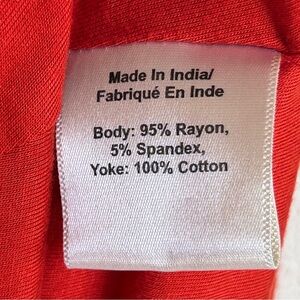 Made In India/
Fabriqué En Inde
Body: 95% Rayon,
5% Spandex,
Yoke: 100% Cotton